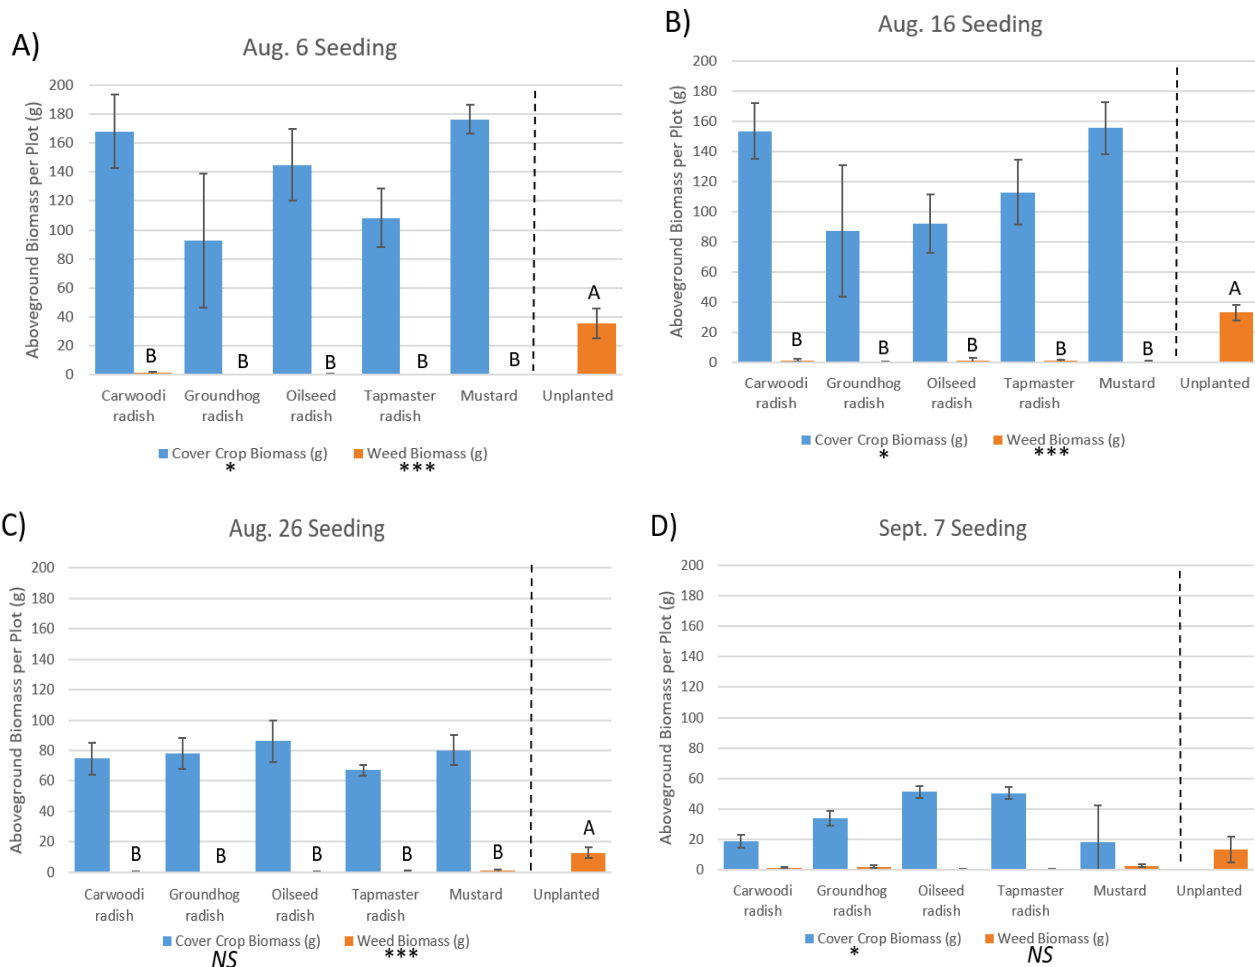 A)
Aug. 6 Seeding
Aboveground Biomass per Plot (g)
200
180
160
140
120
100
80
60
40
20
0
B
B
B
B
B
A
Carwoodi radish
Groundhog radish
Oilseed radish
Tapmaster radish
Mustard
Unplanted
Cover Crop Biomass (g)
Weed Biomass (g)
*
***
B)
Aug. 16 Seeding
Aboveground Biomass per Plot (g)
200
180
160
140
120
100
80
60
40
20
0
B
B
B
B
B
A
Carwoodi radish
Groundhog radish
Oilseed radish
Tapmaster radish
Mustard
Unplanted
Cover Crop Biomass (g)
Weed Biomass (g)
*
***
C)
Aug. 26 Seeding
Aboveground Biomass per Plot (g)
200
180
160
140
120
100
80
60
40
20
0
B
B
B
B
B
A
Carwoodi radish
Groundhog radish
Oilseed radish
Tapmaster radish
Mustard
Unplanted
Cover Crop Biomass (g)
Weed Biomass (g)
NS
***
D)
Sept. 7 Seeding
Aboveground Biomass per Plot (g)
200
180
160
140
120
100
80
60
40
20
0
Carwoodi radish
Groundhog radish
Oilseed radish
Tapmaster radish
Mustard
Unplanted
Cover Crop Biomass (g)
Weed Biomass (g)
*
NS